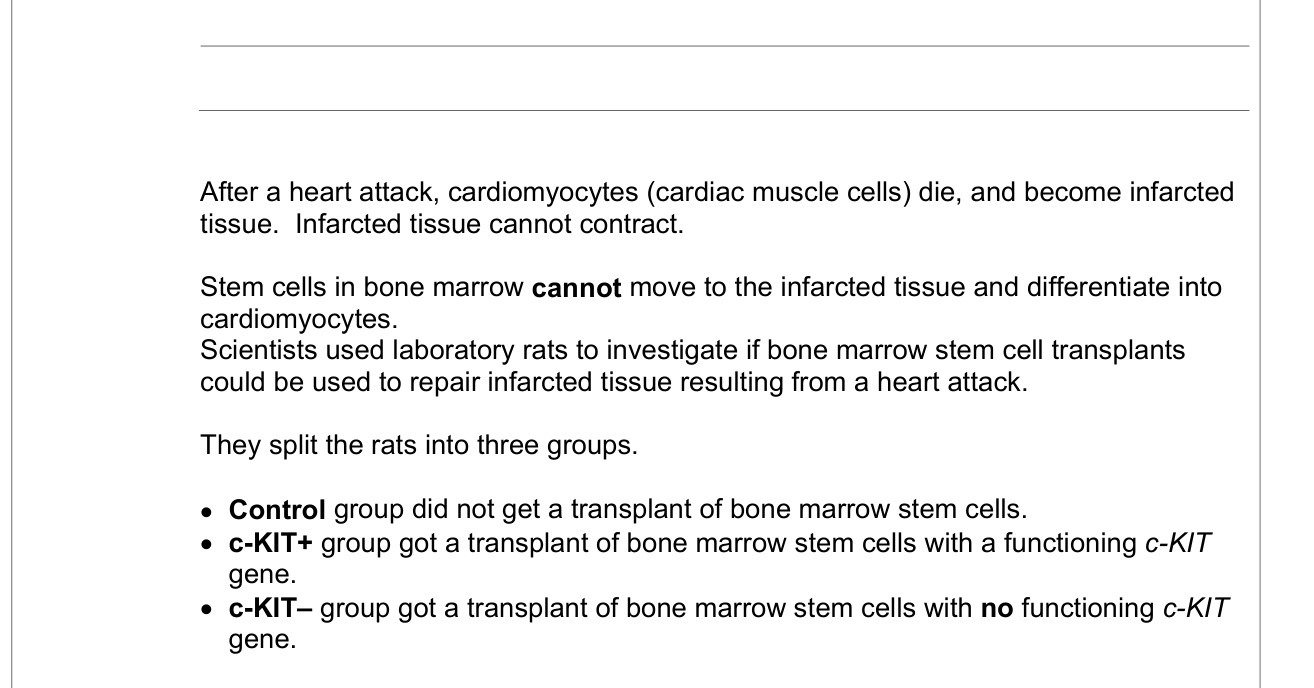 After a heart attack, cardiomyocytes (cardiac muscle cells) die, and become infarcted
tissue.  Infarcted tissue cannot contract.
Stem cells in bone marrow cannot move to the infarcted tissue and differentiate into
cardiomyocytes.
Scientists used laboratory rats to investigate if bone marrow stem cell transplants
could be used to repair infarcted tissue resulting from a heart attack.
They split the rats into three groups.
• Control group did not get a transplant of bone marrow stem cells.
• c-KIT+ group got a transplant of bone marrow stem cells with a functioning c-KIT
gene.
• c-KIT– group got a transplant of bone marrow stem cells with no functioning c-KIT
gene.